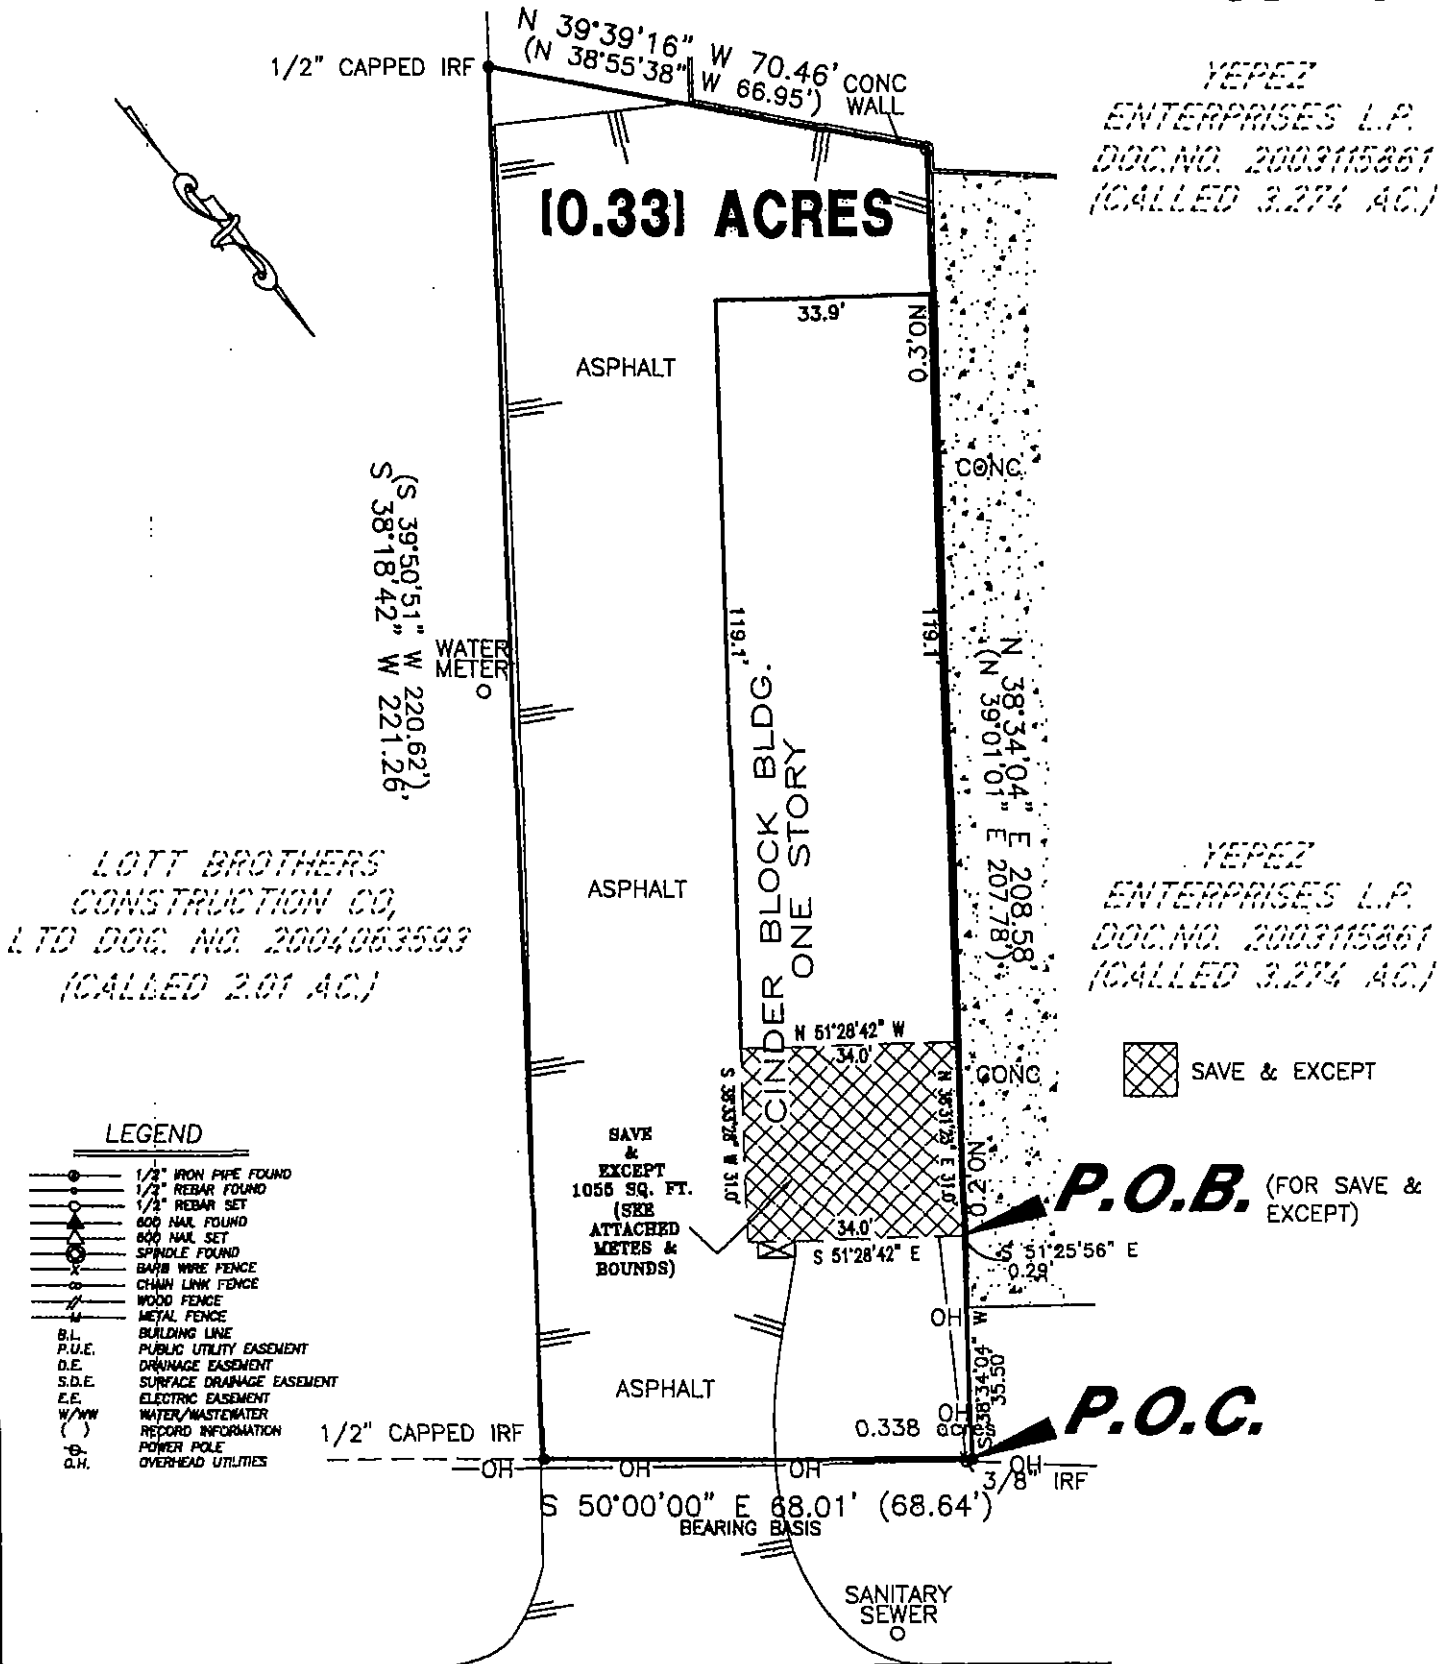 N 39°39'16" W 70.46'
(N 38°55'38" W 66.95')
1/2" CAPPED IRF
CONC
WALL
YEPEZ
ENTERPRISES L.P.
DOC.NO. 2003115861
(CALLED 3.274 AC.)
[0.33] ACRES
33.9'
0.3' ON
ASPHALT
CONC
(S 39°50'51" W 220.62')
S 38°18'42" W 221.26'
WATER
METER
119.1'
119.1'
CINDER BLOCK BLDG.
ONE STORY
N 38°34'04" E 208.58'
(N 39°01'01" E 207.78')
LOTT BROTHERS
CONSTRUCTION CO,
LTD DOC. NO. 2004063593
(CALLED 2.01 AC.)
ASPHALT
YEPEZ
ENTERPRISES L.P.
DOC.NO. 2003115861
(CALLED 3.274 AC.)
N 51°28'42" W
34.0'
S 38°33'28" W 31.0'
N 38°31'23" E 31.0'
CONC
SAVE & EXCEPT
SAVE
&
EXCEPT
1055 SQ. FT.
(SEE
ATTACHED
METES &
BOUNDS)
0.2' ON
P.O.B. (FOR SAVE &
EXCEPT)
34.0'
S 51°28'42" E
S 51°25'56" E
0.29'
LEGEND
1/2" IRON PIPE FOUND
1/2" REBAR FOUND
1/2" REBAR SET
60D NAIL FOUND
60D NAIL SET
SPINDLE FOUND
BARB WIRE FENCE
CHAIN LINK FENCE
WOOD FENCE
METAL FENCE
B.L. BUILDING LINE
P.U.E. PUBLIC UTILITY EASEMENT
D.E. DRAINAGE EASEMENT
S.D.E. SURFACE DRAINAGE EASEMENT
E.E. ELECTRIC EASEMENT
W/WW WATER/WASTEWATER
( ) RECORD INFORMATION
POWER POLE
O.H. OVERHEAD UTILITIES
OH
S 38°34'04" W
35.50'
ASPHALT
OH
0.338 acres
P.O.C.
1/2" CAPPED IRF
OH
OH
OH
OH
3/8" IRF
S 50°00'00" E 68.01' (68.64')
BEARING BASIS
SANITARY
SEWER